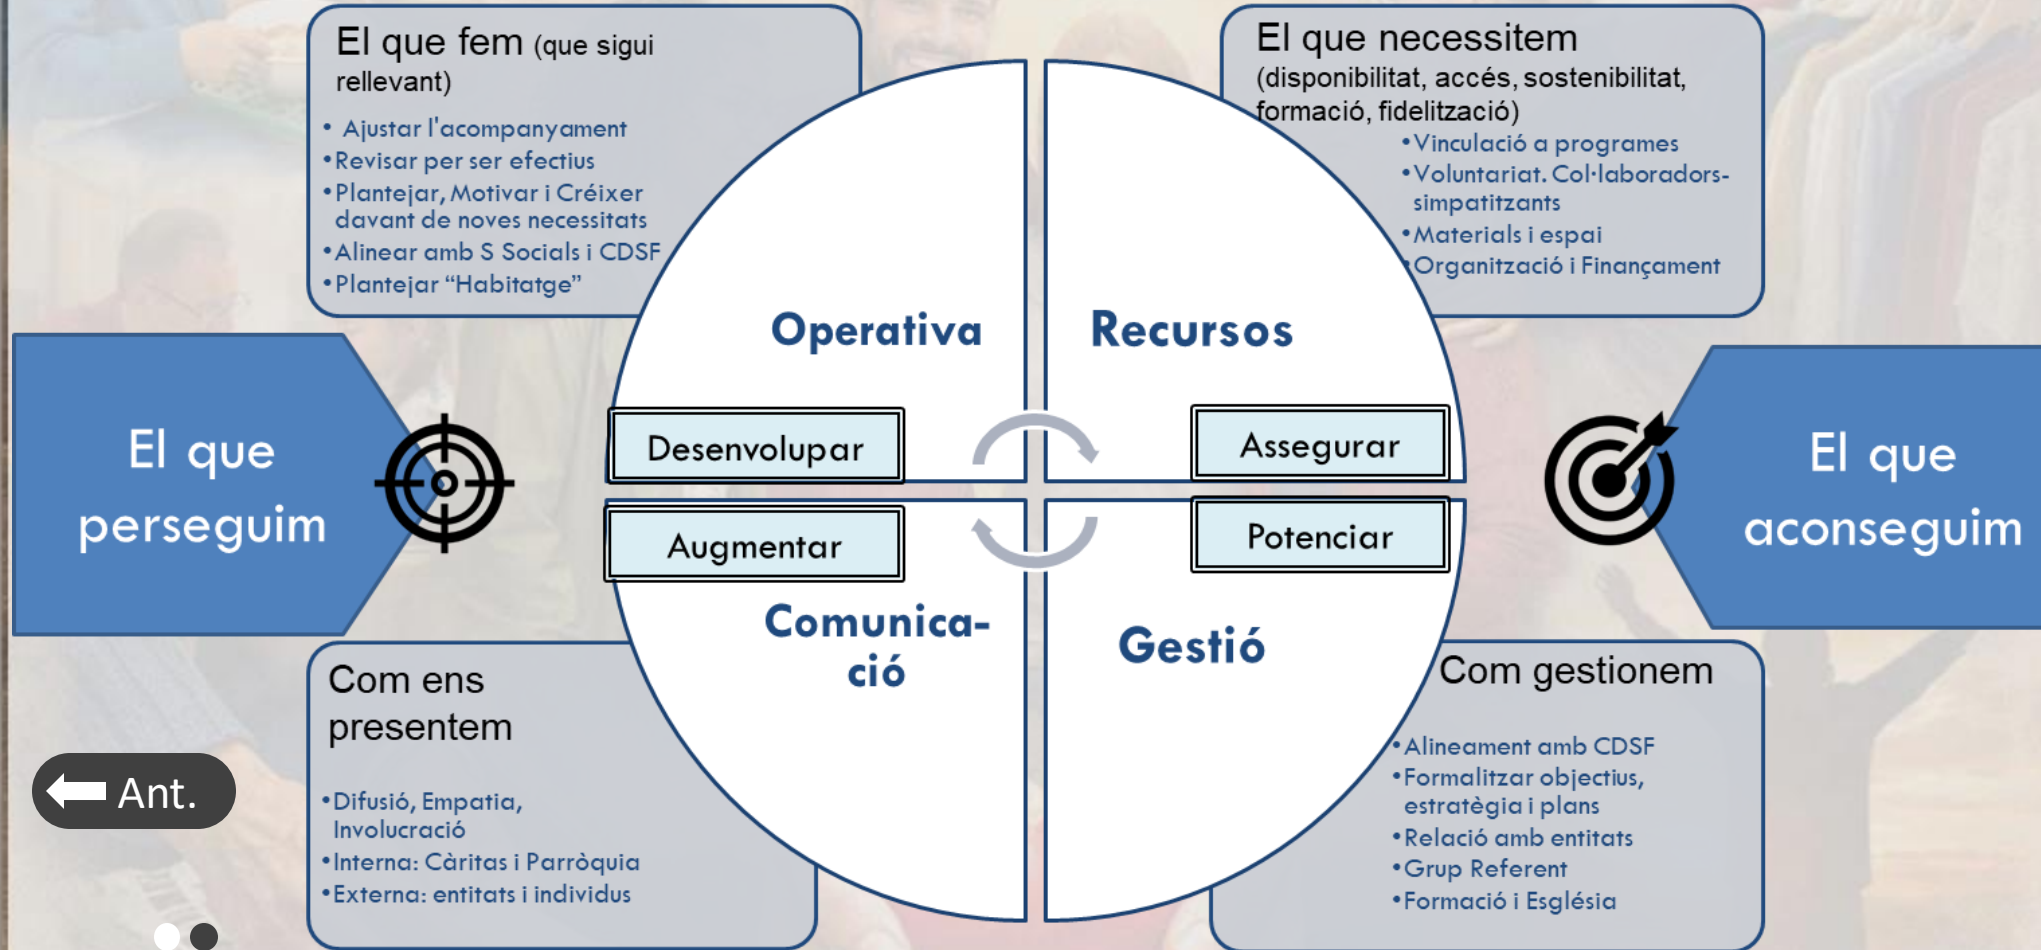 El que fem (que sigui
rellevant)
• Ajustar l'acompanyament
• Revisar per ser efectius
• Plantejar, Motivar i Créixer
davant de noves necessitats
• Alinear amb S Socials i CDSF
• Plantejar “Habitatge”
El que necessitem
(disponibilitat, accés, sostenibilitat,
formació, fidelització)
• Vinculació a programes
• Voluntariat. Col·laboradors-
simpatitzants
• Materials i espai
• Organització i Finançament
Operativa
Recursos
El que
perseguim
Desenvolupar
Assegurar
El que
aconseguim
Augmentar
Potenciar
Comunica-
ció
Gestió
Com ens
presentem
• Difusió, Empatia,
Involucració
• Interna: Càritas i Parròquia
• Externa: entitats i individus
Com gestionem
• Alineament amb CDSF
• Formalitzar objectius,
estratègia i plans
• Relació amb entitats
• Grup Referent
• Formació i Església
Ant.